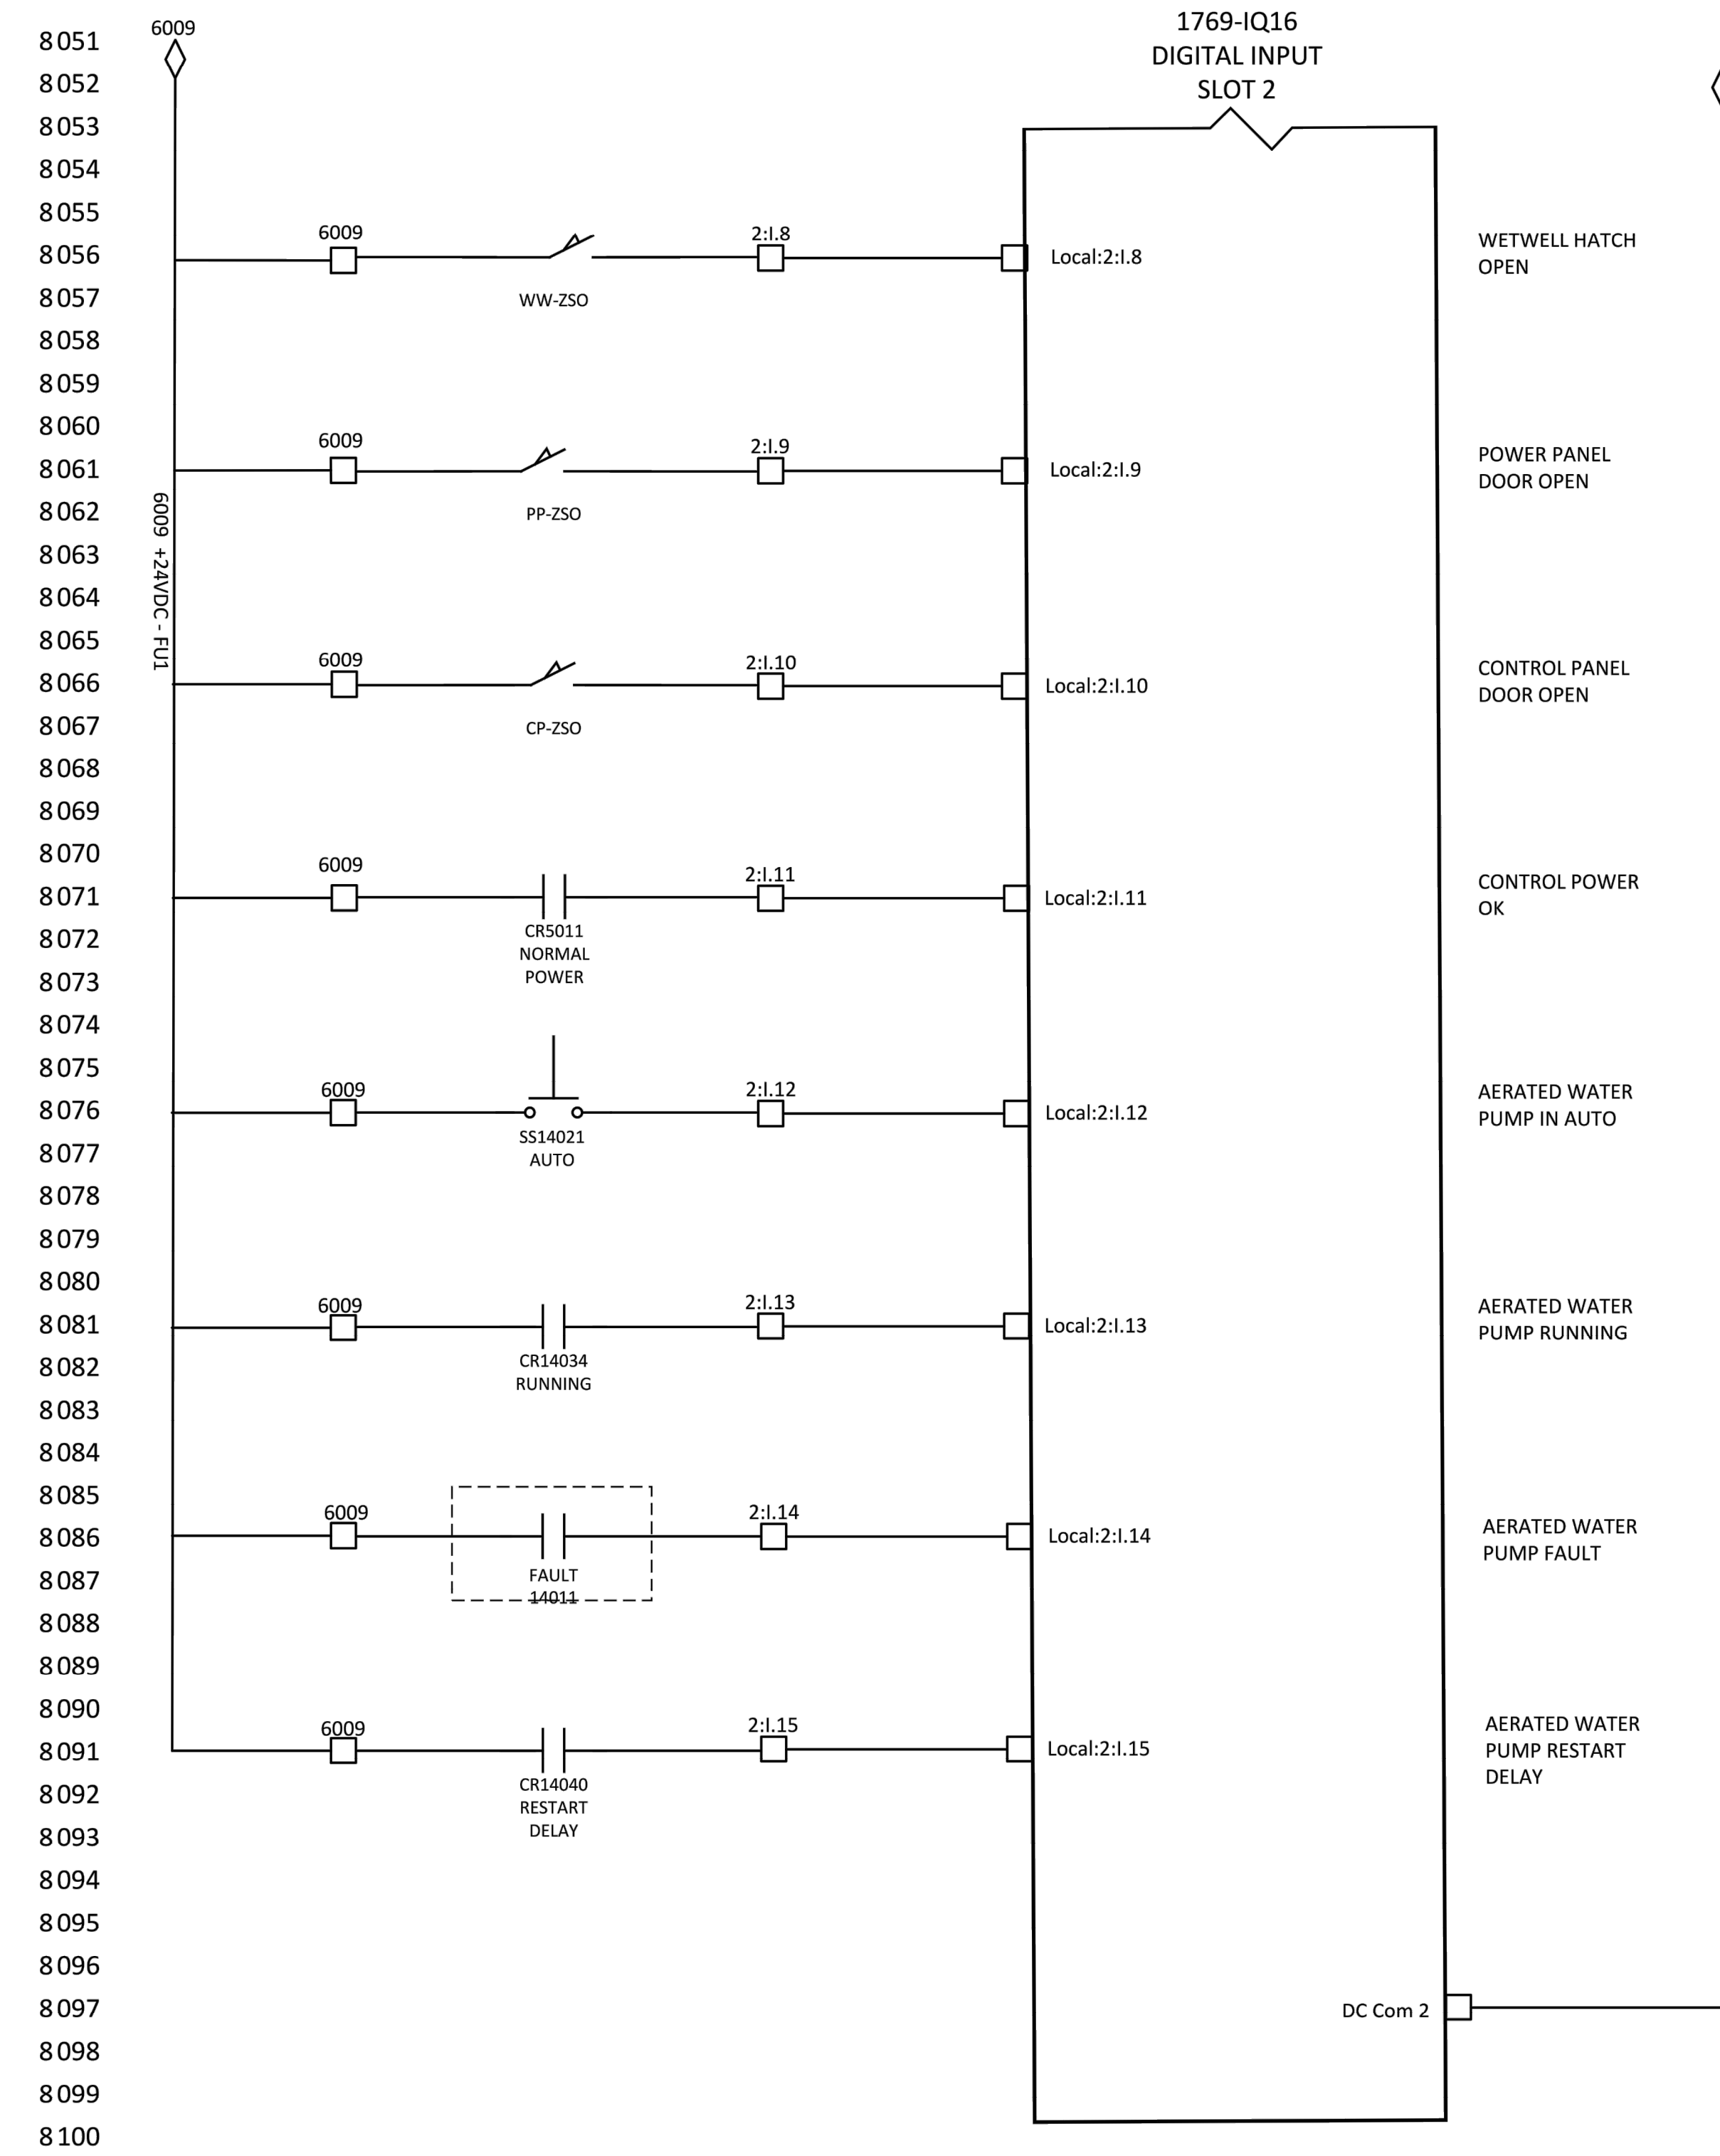 1769-IQ16
DIGITAL INPUT
SLOT 2
6009
8051
8052
8053
8054
8055
8056
8057
8058
8059
8060
8061
8062
8063
8064
8065
8066
8067
8068
8069
8070
8071
8072
8073
8074
8075
8076
8077
8078
8079
8080
8081
8082
8083
8084
8085
8086
8087
8088
8089
8090
8091
8092
8093
8094
8095
8096
8097
8098
8099
8100
6009 +24VDC - FU1
6009
WW-ZSO
2:I.8
Local:2:I.8
WETWELL HATCH
OPEN
6009
PP-ZSO
2:I.9
Local:2:I.9
POWER PANEL
DOOR OPEN
6009
CP-ZSO
2:I.10
Local:2:I.10
CONTROL PANEL
DOOR OPEN
6009
CR5011
NORMAL
POWER
2:I.11
Local:2:I.11
CONTROL POWER
OK
6009
SS14021
AUTO
2:I.12
Local:2:I.12
AERATED WATER
PUMP IN AUTO
6009
CR14034
RUNNING
2:I.13
Local:2:I.13
AERATED WATER
PUMP RUNNING
6009
FAULT
14011
2:I.14
Local:2:I.14
AERATED WATER
PUMP FAULT
6009
CR14040
RESTART
DELAY
2:I.15
Local:2:I.15
AERATED WATER
PUMP RESTART
DELAY
DC Com 2